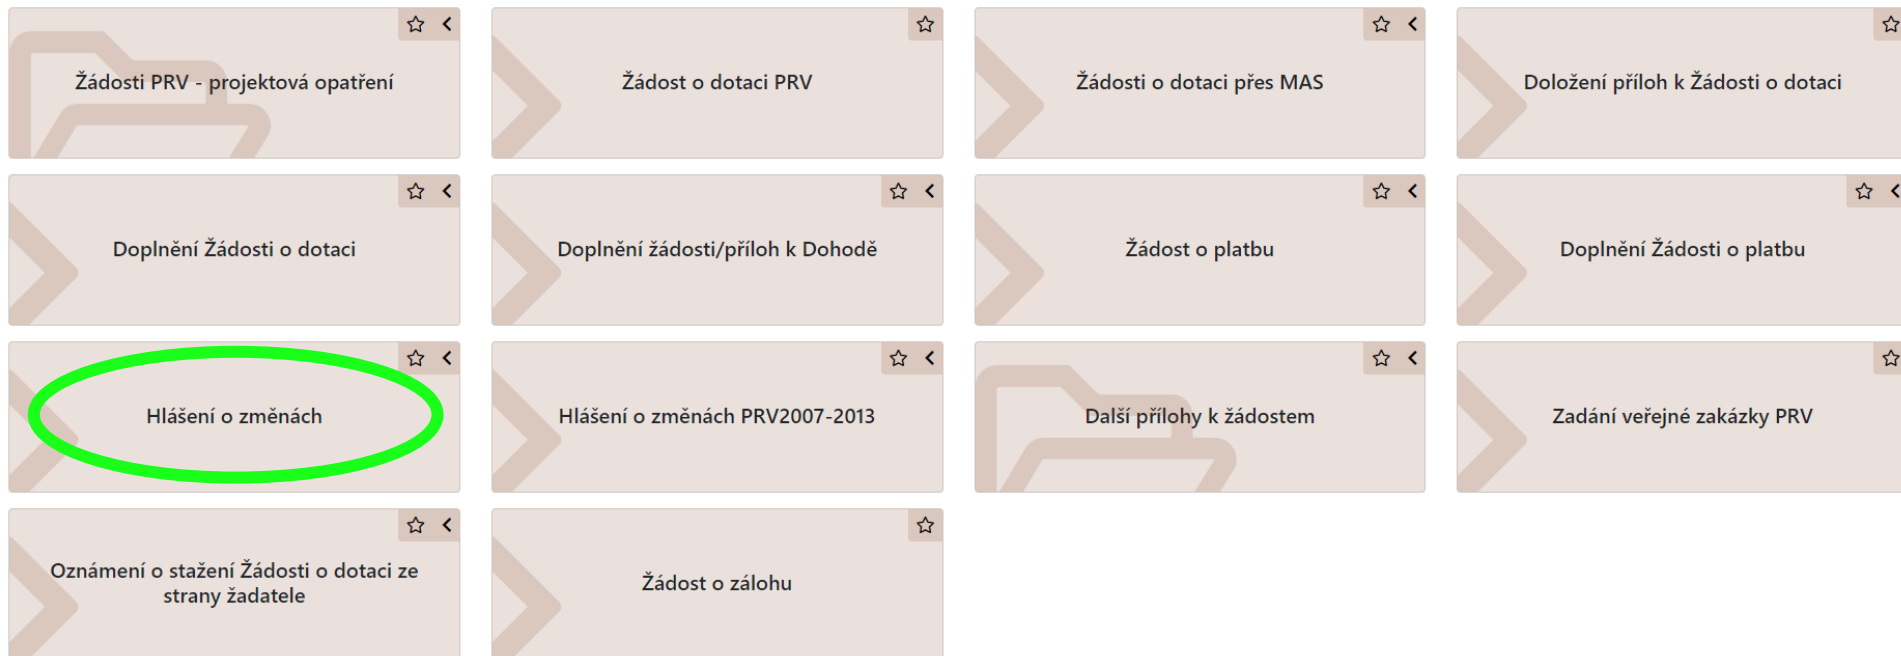 Žádosti PRV - projektová opatření
Žádost o dotaci PRV
Žádosti o dotaci přes MAS
Doložení příloh k Žádosti o dotaci
Doplnění Žádosti o dotaci
Doplnění žádosti/příloh k Dohodě
Žádost o platbu
Doplnění Žádosti o platbu
Hlášení o změnách
Hlášení o změnách PRV2007-2013
Další přílohy k žádostem
Zadání veřejné zakázky PRV
Oznámení o stažení Žádosti o dotaci ze
strany žadatele
Žádost o zálohu